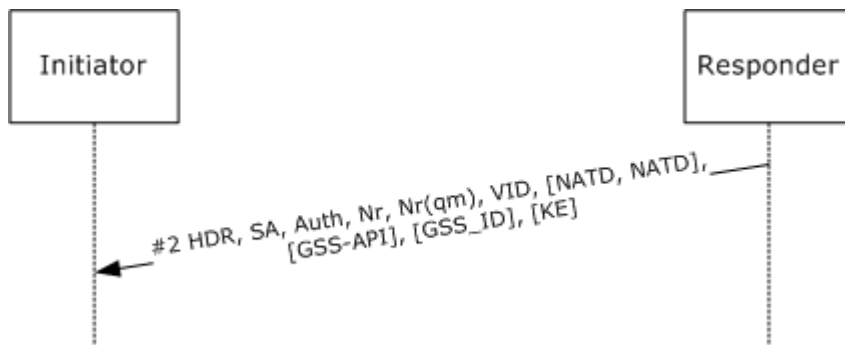 Initiator
Responder
#2 HDR, SA, Auth, Nr, Nr(qm), VID, [NATD, NATD],
[GSS-API], [GSS_ID], [KE]